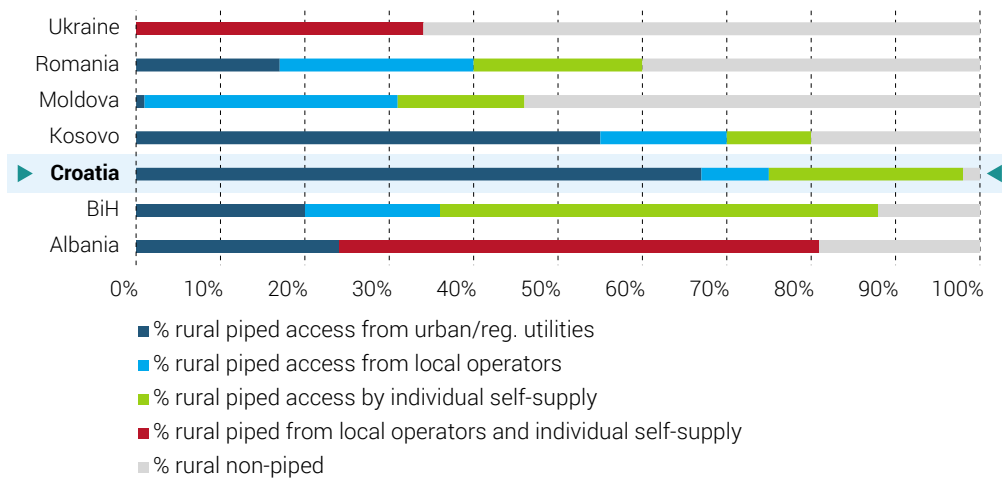 Ukraine
Romania
Moldova
Kosovo
Croatia
BiH
Albania
0% 10% 20% 30% 40% 50% 60% 70% 80% 90% 100%
% rural piped access from urban/reg. utilities
% rural piped access from local operators
% rural piped access by individual self-supply
% rural piped from local operators and individual self-supply
% rural non-piped